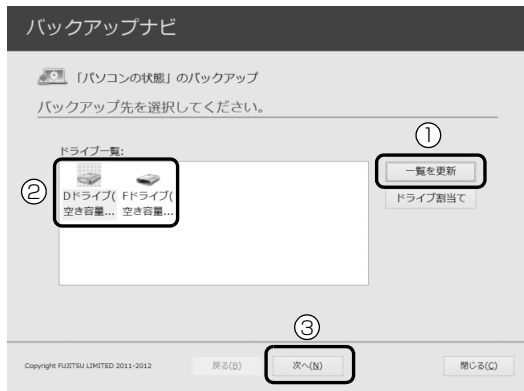 バックアップナビ
「パソコンの状態」のバックアップ
バックアップ先を選択してください。
①
ドライブ一覧:
一覧を更新
②
Dドライブ( Fドライブ(
空き容量... 空き容量...
ドライブ割当て
③
Copyright FUJITSU LIMITED 2011-2012 戻る(B) 次へ(N) 閉じる(C)